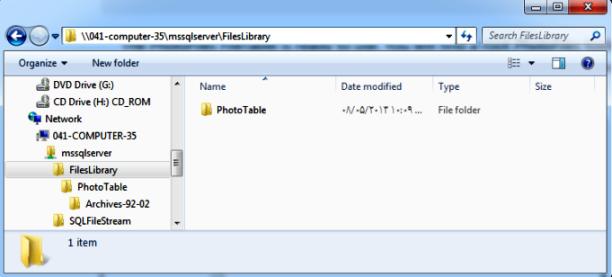 \\041-computer-35\mssqlserver\FilesLibrary
Search FilesLibrary
Organize
New folder
DVD Drive (G:)
CD Drive (H:) CD_ROM
Network
041-COMPUTER-35
mssqlserver
FilesLibrary
PhotoTable
Archives-92-02
SQLFileStream
Name
Date modified
Type
Size
PhotoTable
۰۸/۰۵/۲۰۱۳ ۱۰:۰۹ ...
File folder
1 item